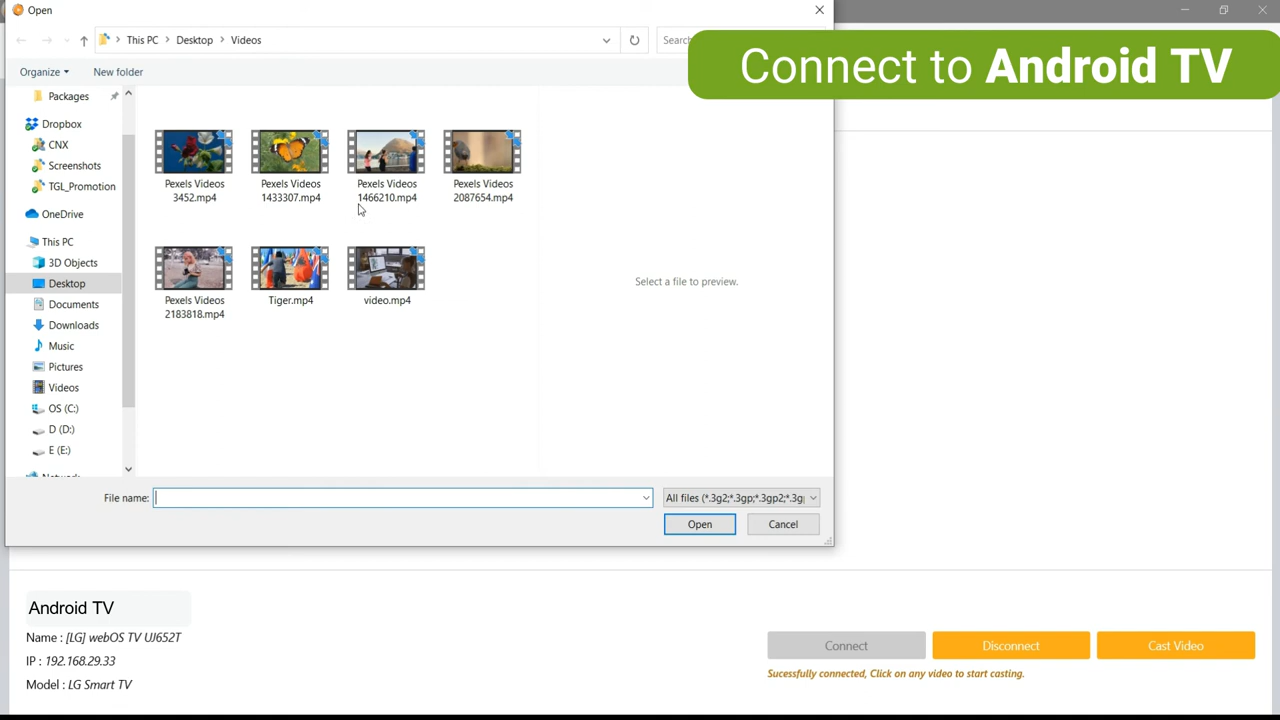 Open
This PC > Desktop > Videos
Search
Connect to Android TV
Organize
New folder
Packages
Dropbox
CNX
Screenshots
TGL_Promotion
OneDrive
This PC
3D Objects
Desktop
Documents
Downloads
Music
Pictures
Videos
OS (C:)
D (D:)
E (E:)
Network
Pexels Videos
3452.mp4
Pexels Videos
1433307.mp4
Pexels Videos
1466210.mp4
Pexels Videos
2087654.mp4
Pexels Videos
2183818.mp4
Tiger.mp4
video.mp4
Select a file to preview.
File name:
All files (*.3g2;*.3gp;*.3gp2;*.3g
Open
Cancel
Android TV
Name : [LG] webOS TV UJ652T
IP : 192.168.29.33
Model : LG Smart TV
Connect
Disconnect
Cast Video
Sucessfully connected, Click on any video to start casting.